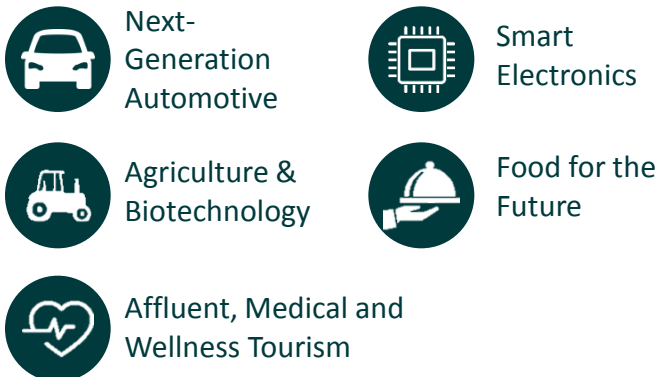 Next-
Generation
Automotive
Smart
Electronics
Agriculture &
Biotechnology
Food for the
Future
Affluent, Medical and
Wellness Tourism